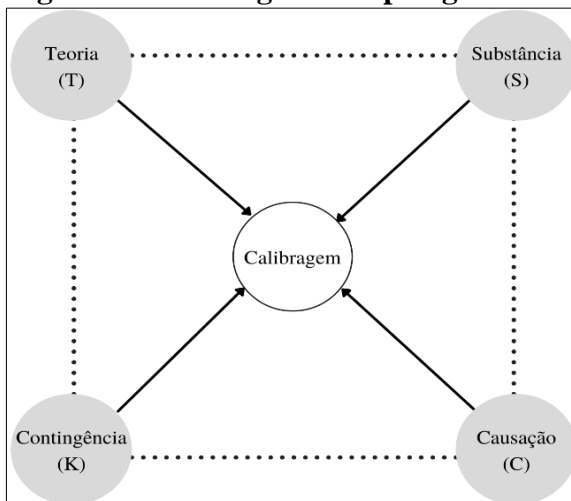 Teoria
(T)
Substância
(S)
Calibragem
Contingência
(K)
Causação
(C)